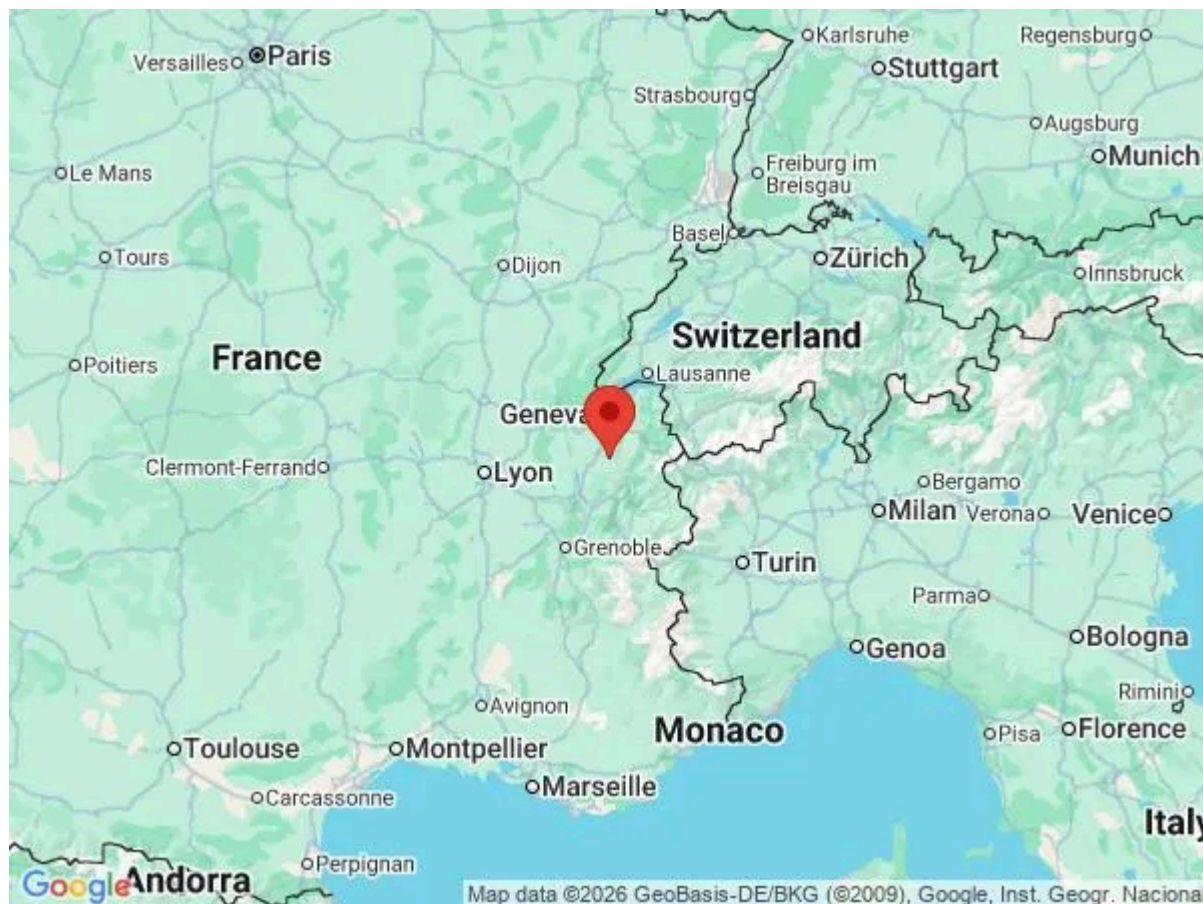 Karlsruhe
Regensburg
Versailles
Paris
Stuttgart
Strasbourg
Augsburg
Le Mans
Freiburg im
Breisgau
Munich
Basel
Tours
Dijon
Zürich
Innsbruck
Switzerland
France
Poitiers
Lausanne
Geneva
Clermont-Ferrand
Lyon
Bergamo
Milan
Verona
Venice
Grenoble
Turin
Parma
Genoa
Bologna
Avignon
Rimini
Monaco
Toulouse
Montpellier
Pisa
Florence
Marseille
Carcassonne
Italy
Perpignan
Andorra
Google
Map data ©2026 GeoBasis-DE/BKG (©2009), Google, Inst. Geogr. Nacional